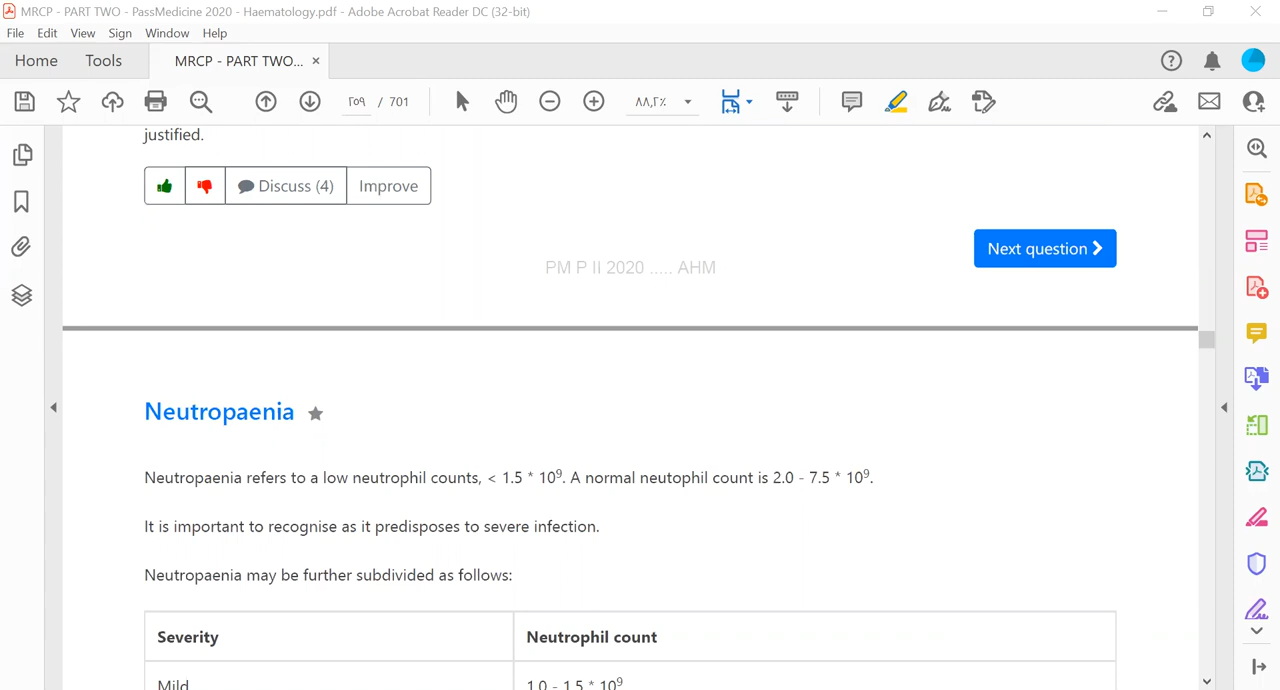 MRCP - PART TWO - PassMedicine 2020 - Haematology.pdf - Adobe Acrobat Reader DC (32-bit)
File Edit View Sign Window Help
Home Tools MRCP - PART TWO... ×
٢٥٩ / 701 ٨٨,٢٪
justified.
Discuss (4) Improve
Next question
PM P II 2020 ..... AHM
Neutropaenia
Neutropaenia refers to a low neutrophil counts, < 1.5 * 10⁹. A normal neutophil count is 2.0 - 7.5 * 10⁹.
It is important to recognise as it predisposes to severe infection.
Neutropaenia may be further subdivided as follows:
Severity Neutrophil count
Mild 1.0 - 1.5 * 10⁹